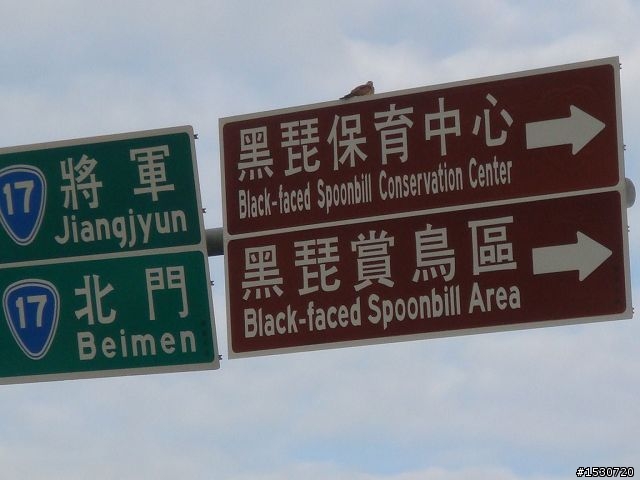 17 將軍
Jiangjyun
17 北門
Beimen
黑琵保育中心
Black-faced Spoonbill Conservation Center
黑琵賞鳥區
Black-faced Spoonbill Area
#1530720